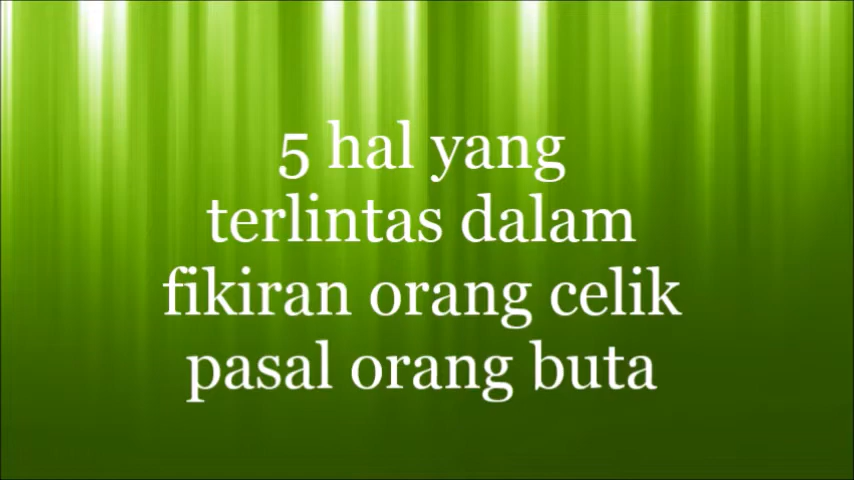 5 hal yang
terlintas dalam
fikiran orang celik
pasal orang buta